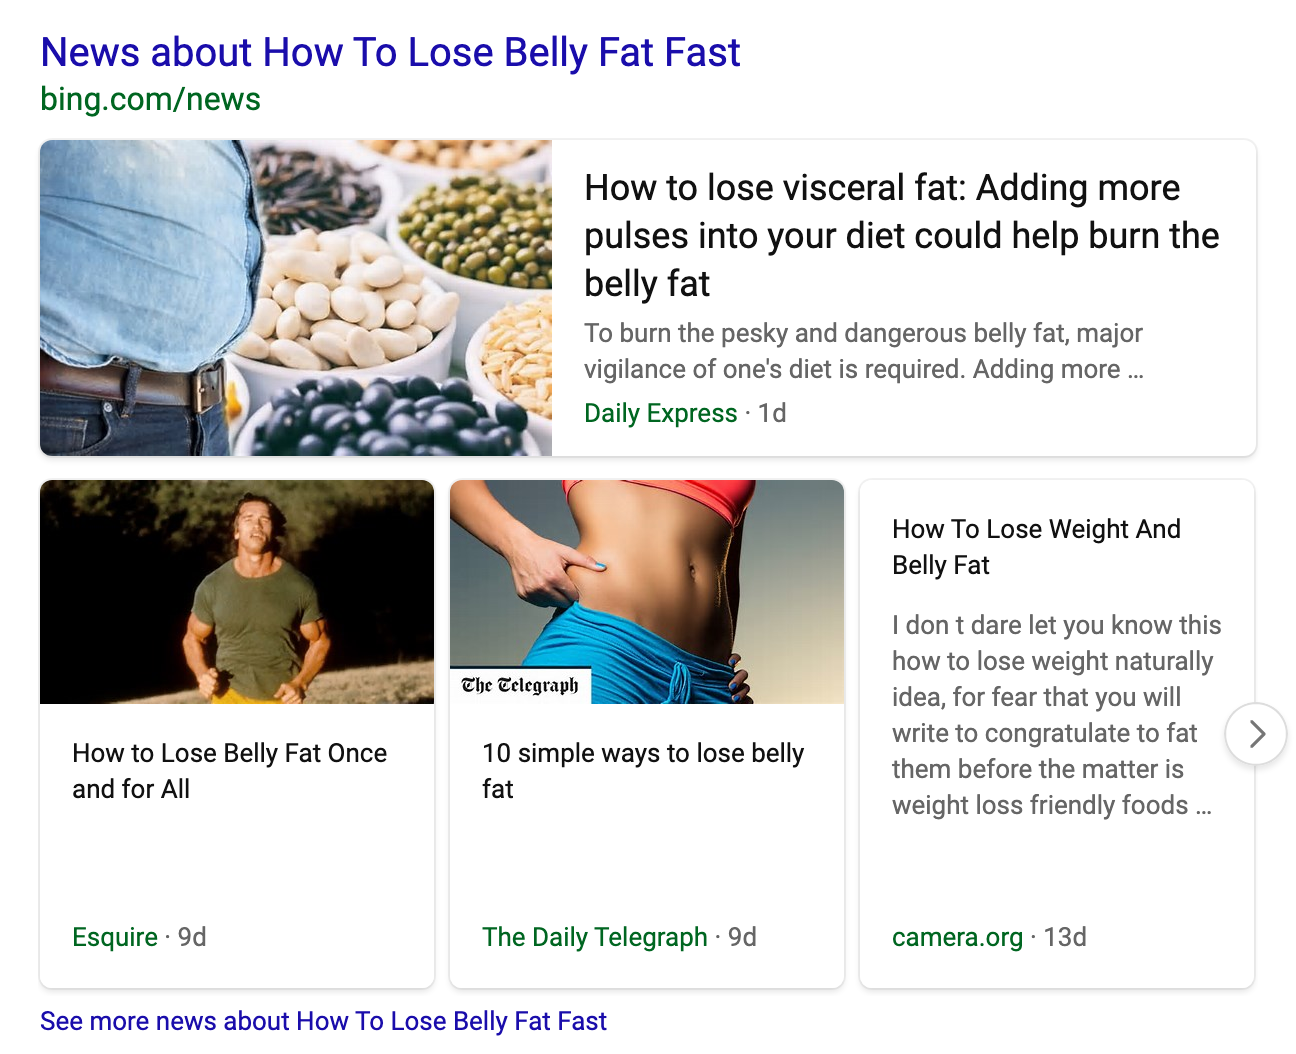 News about How To Lose Belly Fat Fast
bing.com/news
How to lose visceral fat: Adding more
pulses into your diet could help burn the
belly fat
To burn the pesky and dangerous belly fat, major
vigilance of one's diet is required. Adding more ...
Daily Express · 1d
The Telegraph
How to Lose Belly Fat Once
and for All
Esquire · 9d
10 simple ways to lose belly
fat
The Daily Telegraph · 9d
How To Lose Weight And
Belly Fat
I don t dare let you know this
how to lose weight naturally
idea, for fear that you will
write to congratulate to fat
them before the matter is
weight loss friendly foods ...
camera.org · 13d
See more news about How To Lose Belly Fat Fast